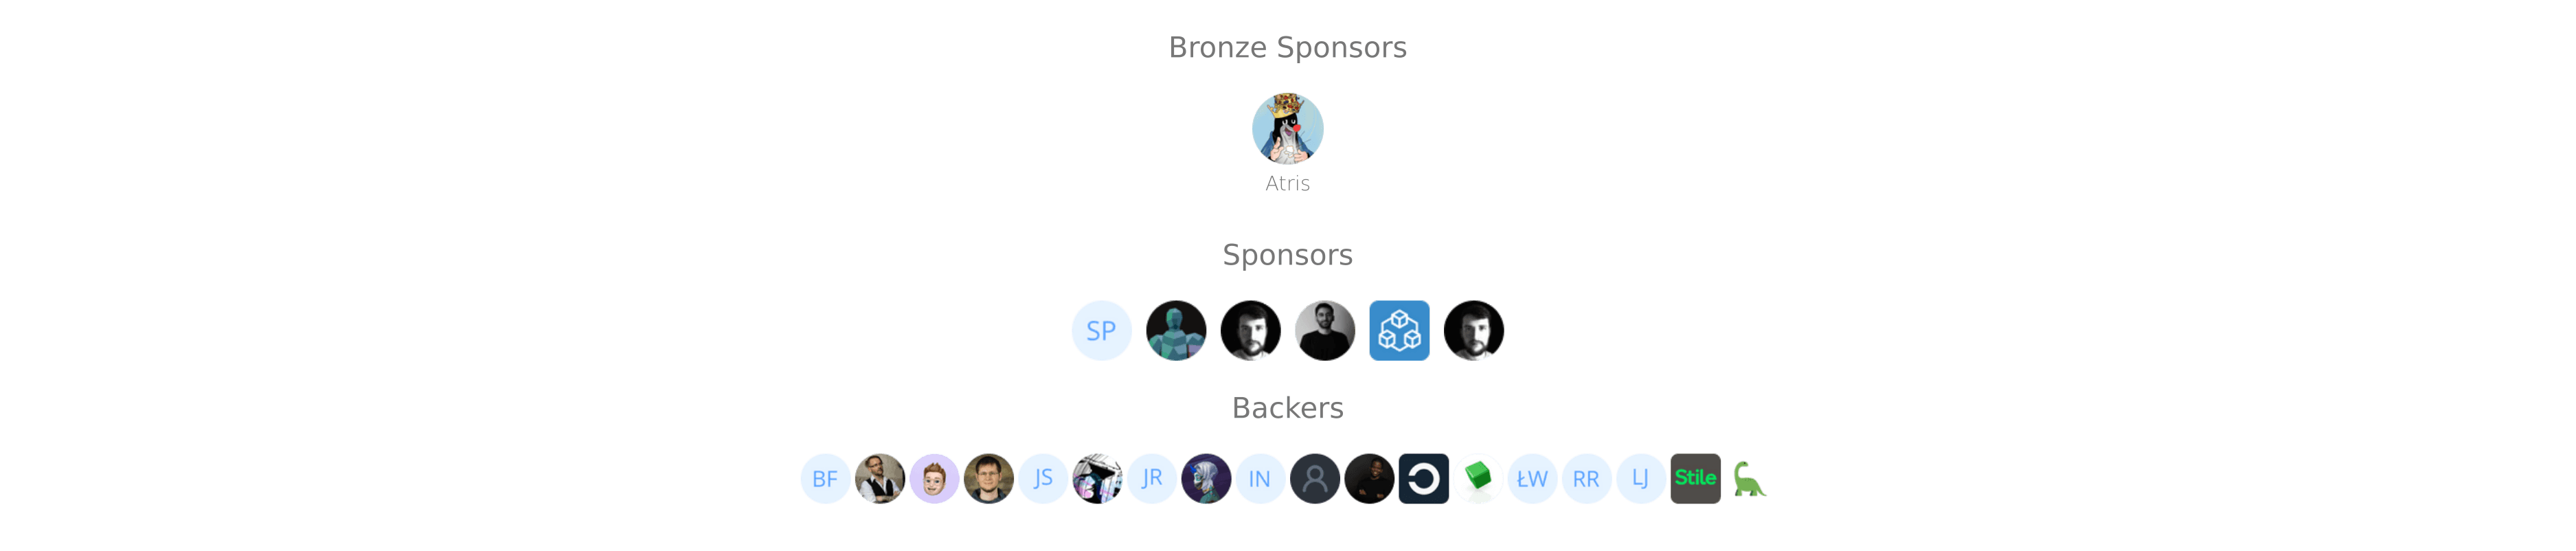 Bronze Sponsors
Atris
Sponsors
SP
Backers
BF JS JR IN ŁW RR LJ Stile